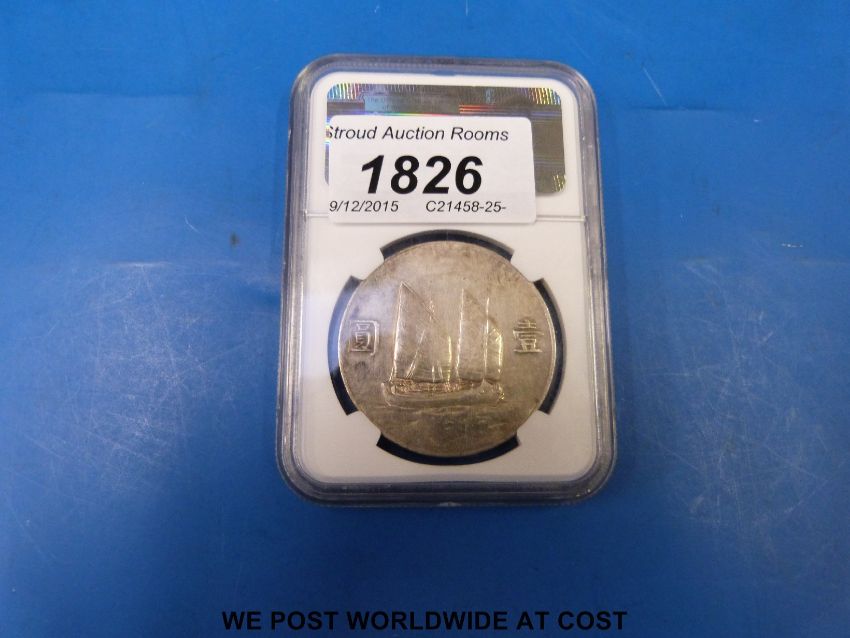 Stroud Auction Rooms
1826
9/12/2015 C21458-25-
圓 壹
WE POST WORLDWIDE AT COST